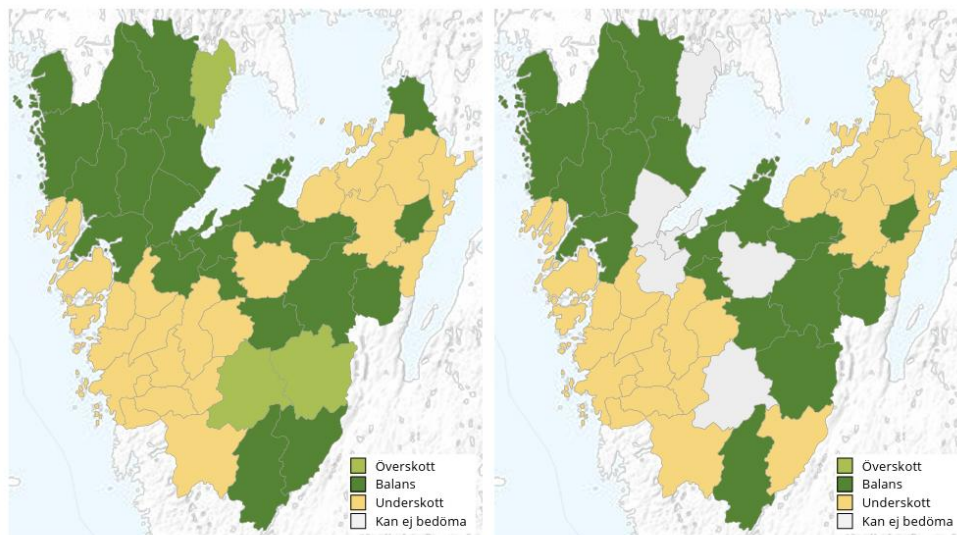 Överskott
Balans
Underskott
Kan ej bedöma
Överskott
Balans
Underskott
Kan ej bedöma